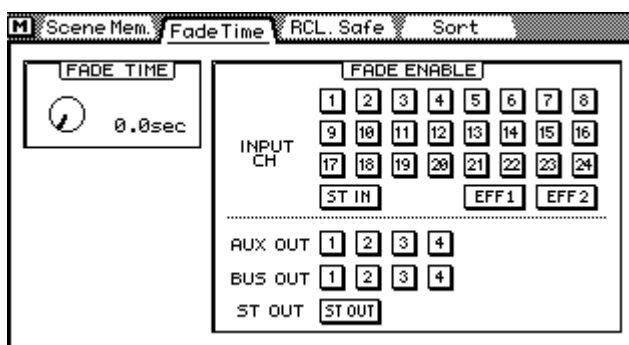 M Scene Mem. Fade Time RCL. Safe Sort
FADE TIME
0.0sec
FADE ENABLE
INPUT CH
1 2 3 4 5 6 7 8
9 10 11 12 13 14 15 16
17 18 19 20 21 22 23 24
ST IN EFF1 EFF2
AUX OUT 1 2 3 4
BUS OUT 1 2 3 4
ST OUT ST OUT